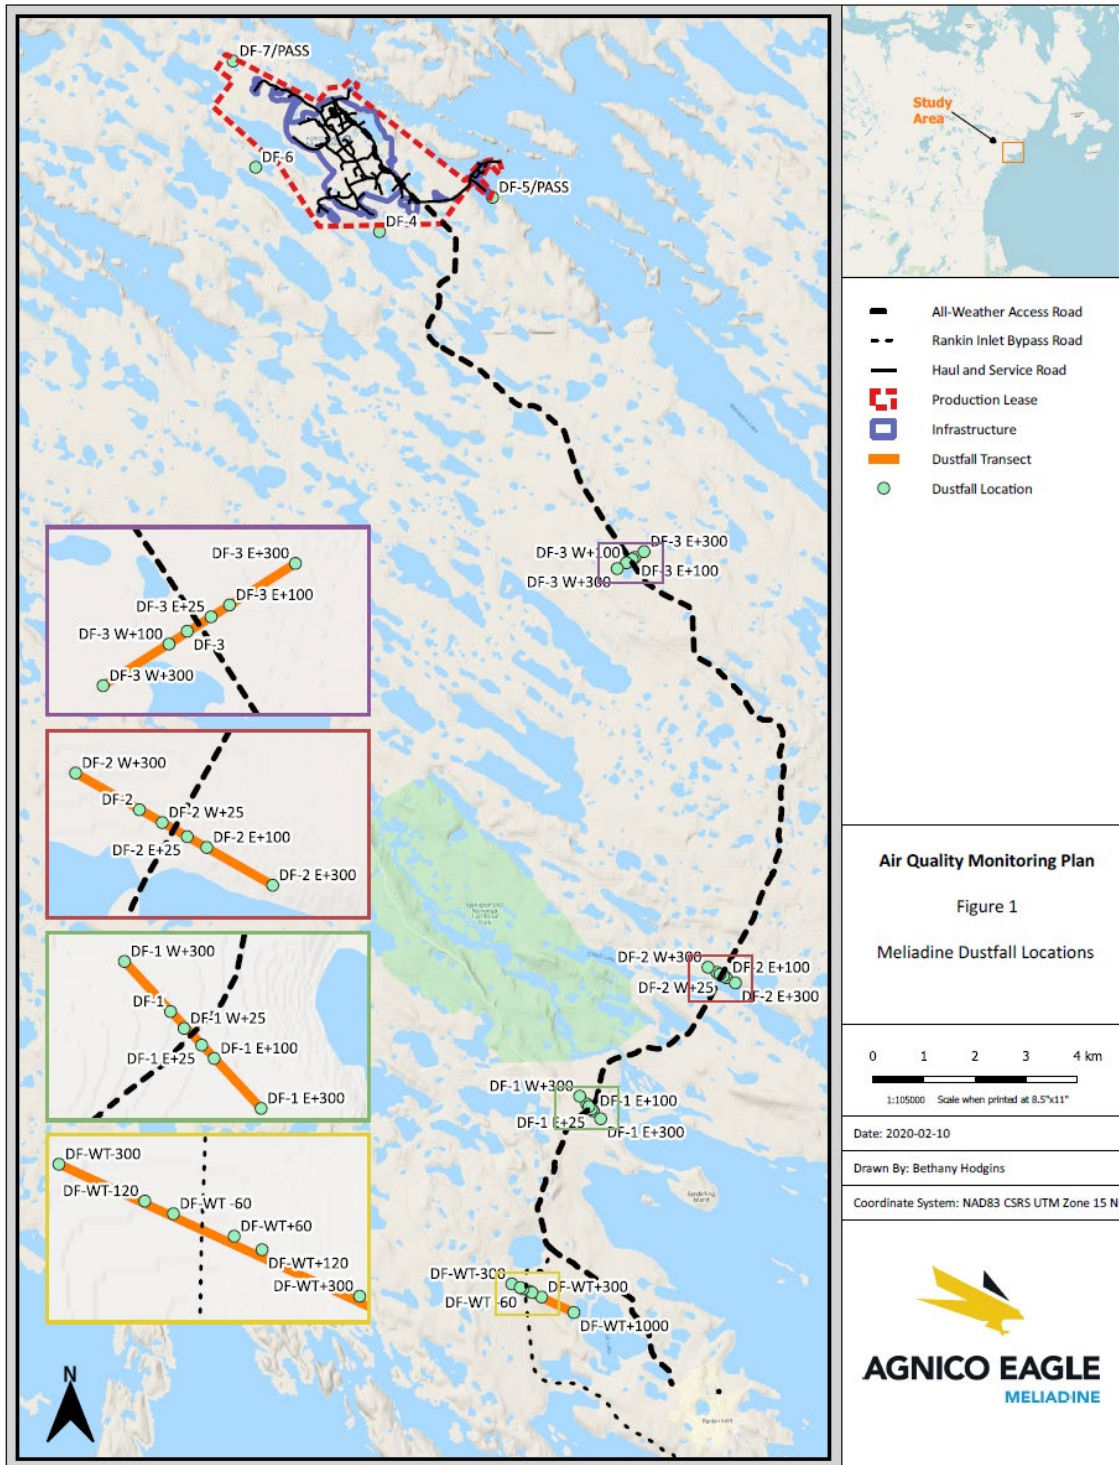 DF-7/PASS
DF-6
DF-5/PASS
DF-4
DF-3 W+100
DF-3 E+300
DF-3 W+300
DF-3 E+100
DF-3 E+300
DF-3 E+100
DF-3 E+25
DF-3 W+100
DF-3
DF-3 W+300
DF-2 W+300
DF-2
DF-2 W+25
DF-2 E+100
DF-2 E+25
DF-2 E+300
DF-2 W+300
DF-2 E+100
DF-2 W+25
DF-2 E+300
DF-1 W+300
DF-1
DF-1 W+25
DF-1 E+100
DF-1 E+25
DF-1 E+300
DF-1 W+300
DF-1 E+100
DF-1 E+25
DF-1 E+300
DF-WT-300
DF-WT-120
DF-WT -60
DF-WT+60
DF-WT+120
DF-WT+300
DF-WT-300
DF-WT+300
DF-WT -60
DF-WT+1000
Meliadine Lake
Rankin Inlet
N
Study
Area
All-Weather Access Road
Rankin Inlet Bypass Road
Haul and Service Road
Production Lease
Infrastructure
Dustfall Transect
Dustfall Location
Air Quality Monitoring Plan
Figure 1
Meliadine Dustfall Locations
0 1 2 3 4 km
1:105000 Scale when printed at 8.5"x11"
Date: 2020-02-10
Drawn By: Bethany Hodgins
Coordinate System: NAD83 CSRS UTM Zone 15 N
AGNICO EAGLE
MELIADINE